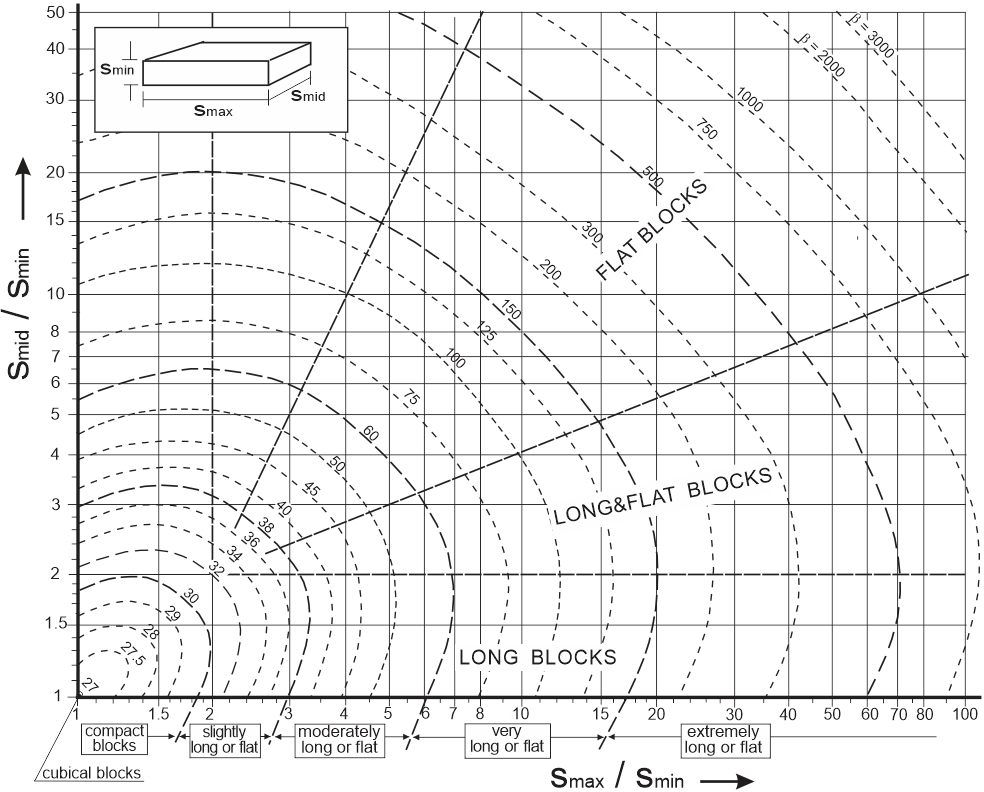 50
40
30
20
15
10
8
7
6
5
4
3
2
1.5
1
Smid / Smin
Smin
Smid
Smax
β = 3000
β = 2000
1000
750
500
300
200
150
125
100
75
60
50
45
40
38
36
34
32
30
29
28
27.5
27
FLAT BLOCKS
LONG&FLAT BLOCKS
LONG BLOCKS
1 1.5 2 3 4 5 6 7 8 10 15 20 30 40 50 60 70 80 100
compact
blocks
slightly
long or flat
moderately
long or flat
very
long or flat
extremely
long or flat
cubical blocks
Smax / Smin